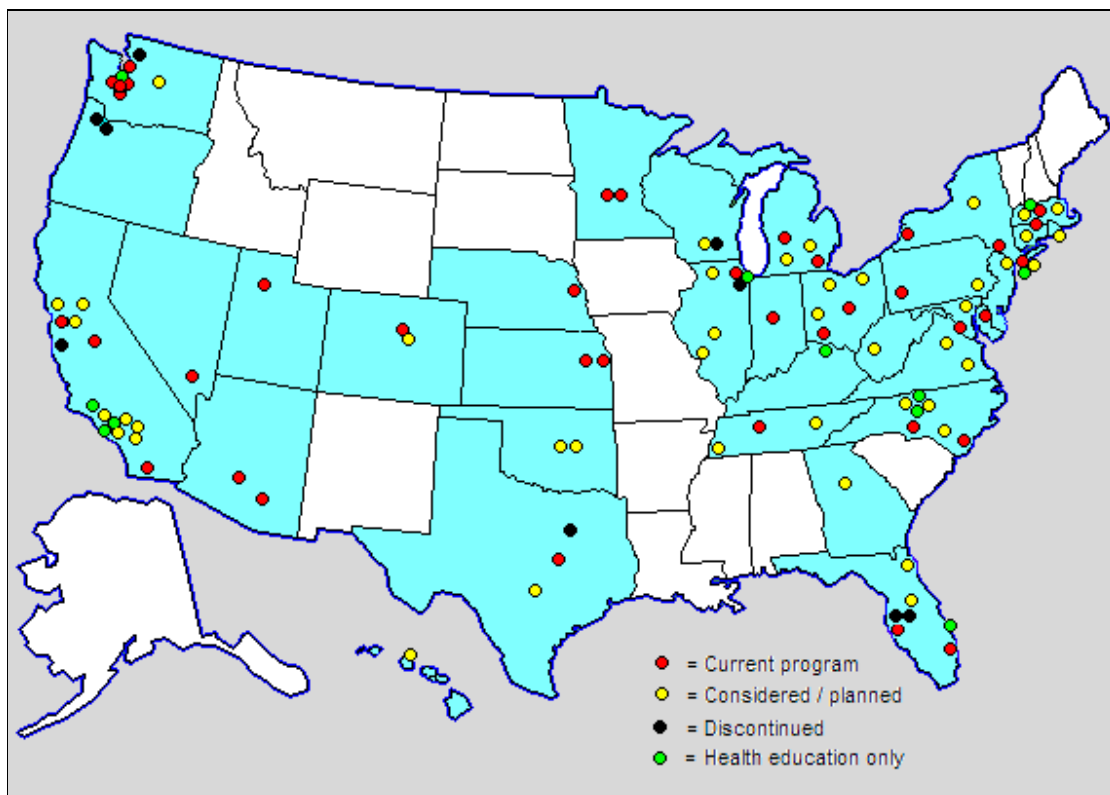 = Current program
= Considered / planned
= Discontinued
= Health education only